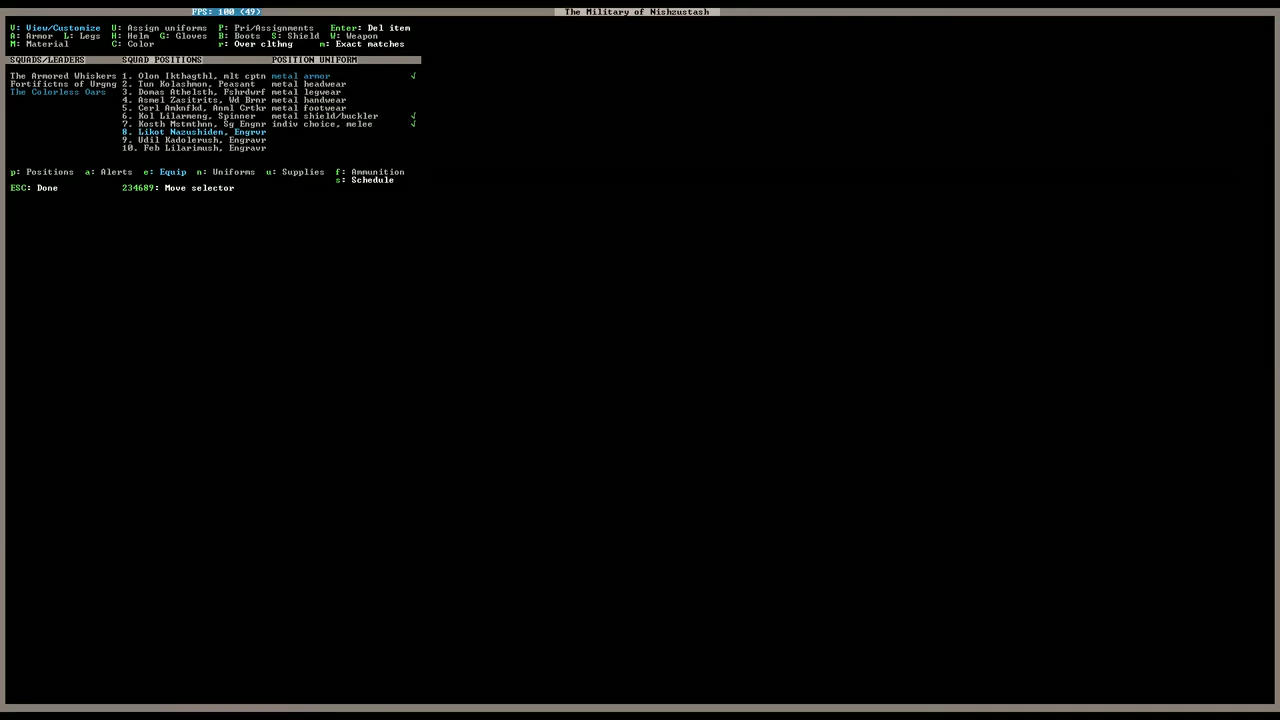 FPS: 100 (49)
The Military of Nishzustash
V: View/Customize U: Assign uniforms P: Pri/Assignments Enter: Del item
A: Armor L: Legs H: Helm G: Gloves B: Boots S: Shield W: Weapon
M: Material C: Color r: Over clthng m: Exact matches
SQUADS/LEADERS SQUAD POSITIONS POSITION UNIFORM
The Armored Whiskers 1. Olon Ikthagthl, mlt cptn metal armor √
Fortifictns of Urgng 2. Tun Kolashmon, Peasant metal headwear
The Colorless Oars 3. Domas Athelsth, Fshrdwrf metal legwear
4. Asmel Zasitrits, Wd Brnr metal handwear
5. Cerl Amknfkd, Anml Crtkr metal footwear
6. Kol Lilarmeng, Spinner metal shield/buckler √
7. Kosth Mstmthnn, Sg Engnr indiv choice, melee √
8. Likot Nazushiden, Engrvr
9. Udil Kadolerush, Engravr
10. Feb Lilarimush, Engravr
p: Positions a: Alerts e: Equip n: Uniforms u: Supplies f: Ammunition
s: Schedule
ESC: Done 234689: Move selector